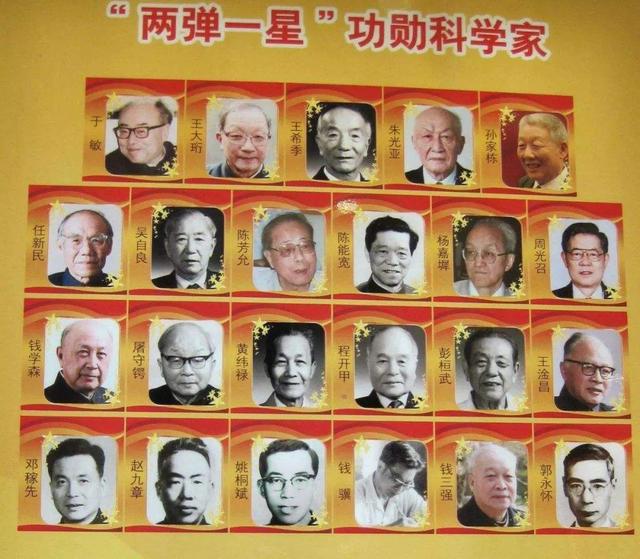 “两弹一星”功勋科学家
于敏
王大珩
王希季
朱光亚
孙家栋
任新民
吴自良
陈芳允
陈能宽
杨嘉墀
周光召
钱学森
屠守锷
黄纬禄
程开甲
彭桓武
王淦昌
邓稼先
赵九章
姚桐斌
钱骥
钱三强
郭永怀